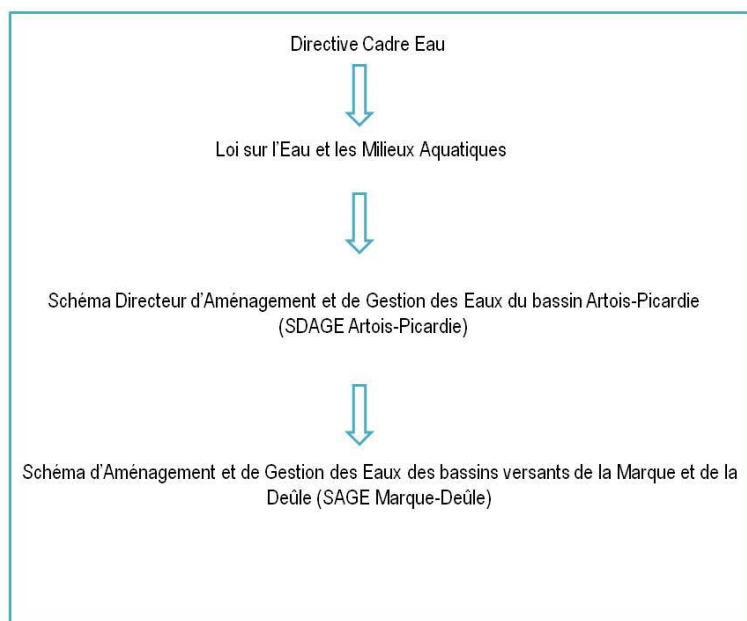 Directive Cadre Eau
Loi sur l'Eau et les Milieux Aquatiques
Schéma Directeur d'Aménagement et de Gestion des Eaux du bassin Artois-Picardie
(SDAGE Artois-Picardie)
Schéma d'Aménagement et de Gestion des Eaux des bassins versants de la Marque et de la
Deûle (SAGE Marque-Deûle)